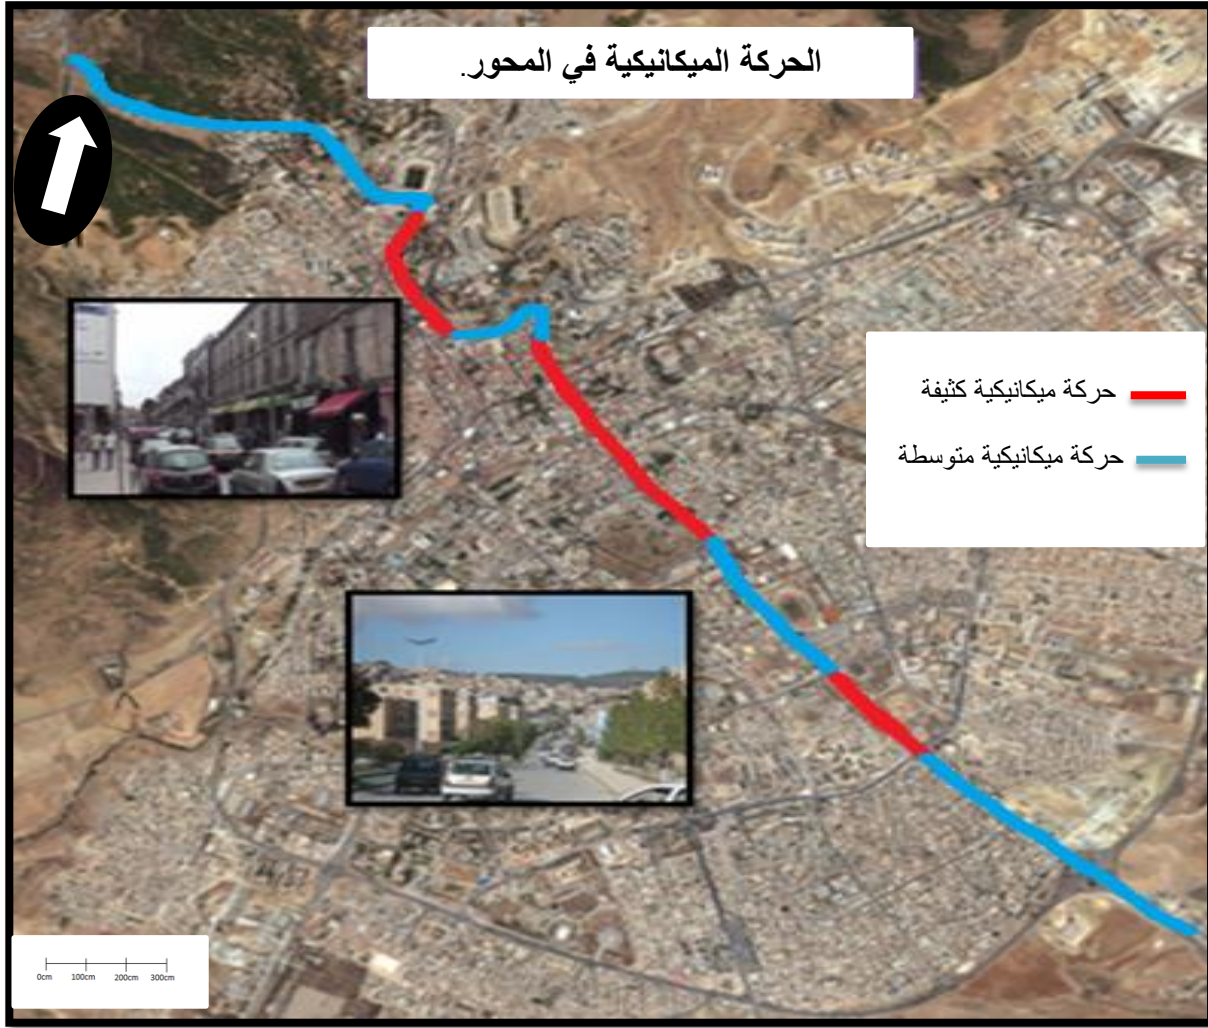 الحركة الميكانيكية في المحور.
حركة ميكانيكية كثيفة
حركة ميكانيكية متوسطة
0cm 100cm 200cm 300cm